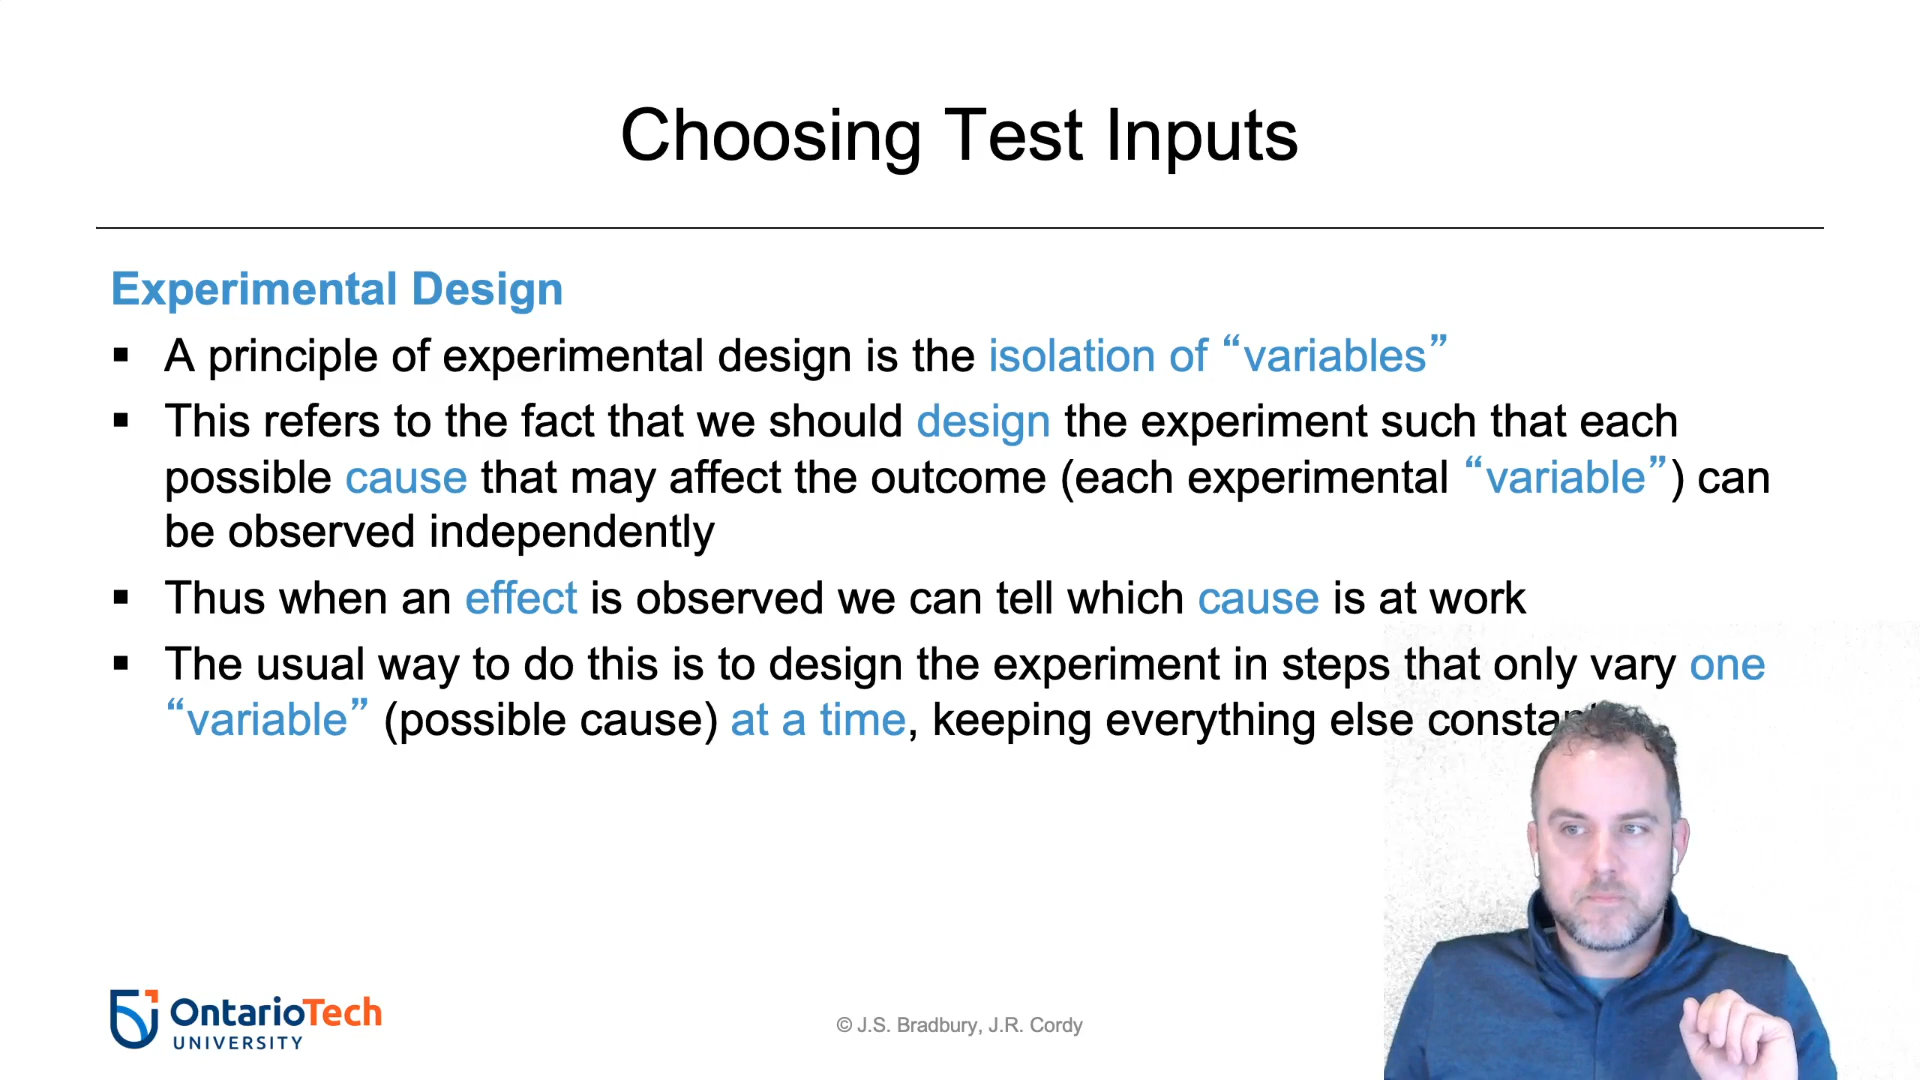 Choosing Test Inputs
Experimental Design
▪ A principle of experimental design is the isolation of “variables”
▪ This refers to the fact that we should design the experiment such that each
possible cause that may affect the outcome (each experimental “variable”) can
be observed independently
▪ Thus when an effect is observed we can tell which cause is at work
▪ The usual way to do this is to design the experiment in steps that only vary one
“variable” (possible cause) at a time, keeping everything else
OntarioTech
UNIVERSITY
© J.S. Bradbury, J.R. Cordy